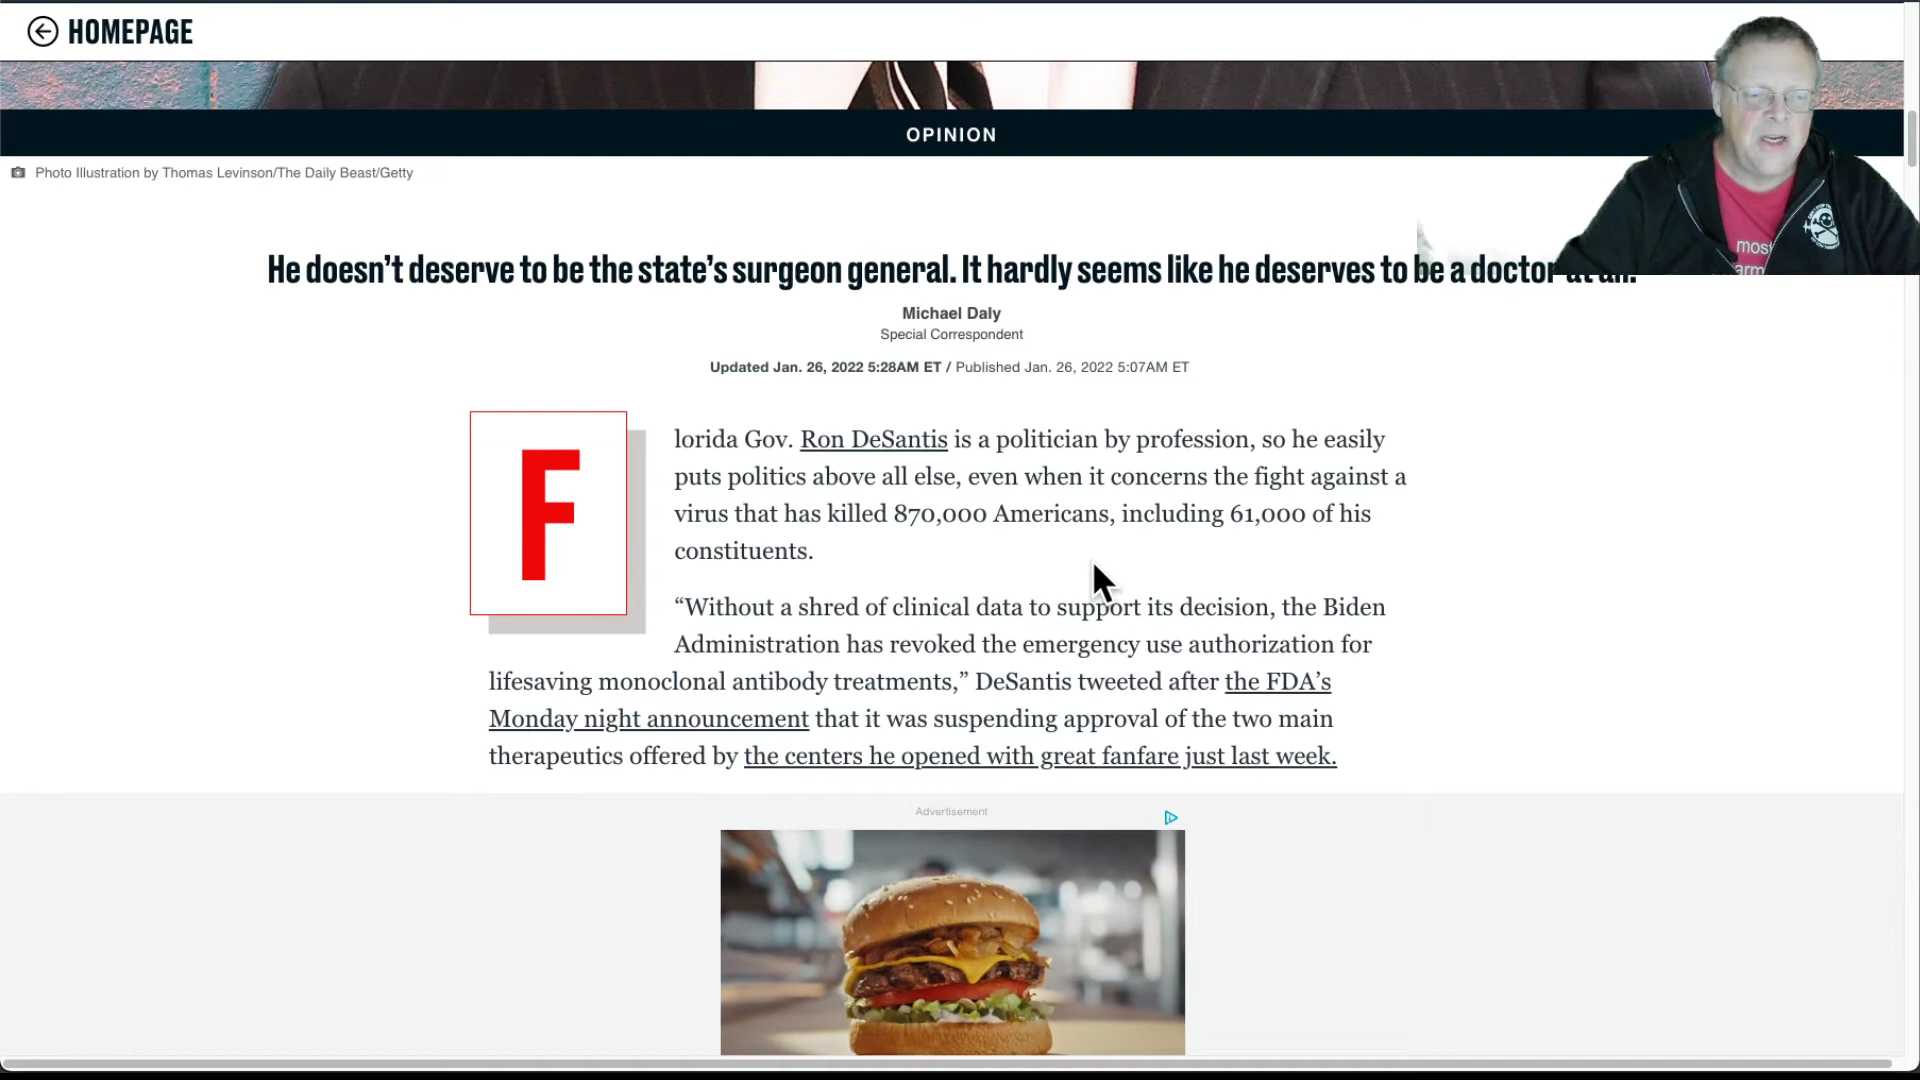 HOMEPAGE
OPINION
Photo Illustration by Thomas Levinson/The Daily Beast/Getty
He doesn’t deserve to be the state’s surgeon general. It hardly seems like he deserves to be a doctor at all.
Michael Daly
Special Correspondent
Updated Jan. 26, 2022 5:28AM ET / Published Jan. 26, 2022 5:07AM ET
F
lorida Gov. Ron DeSantis is a politician by profession, so he easily
puts politics above all else, even when it concerns the fight against a
virus that has killed 870,000 Americans, including 61,000 of his
constituents.
“Without a shred of clinical data to support its decision, the Biden
Administration has revoked the emergency use authorization for
lifesaving monoclonal antibody treatments,” DeSantis tweeted after the FDA’s
Monday night announcement that it was suspending approval of the two main
therapeutics offered by the centers he opened with great fanfare just last week.
Advertisement
most